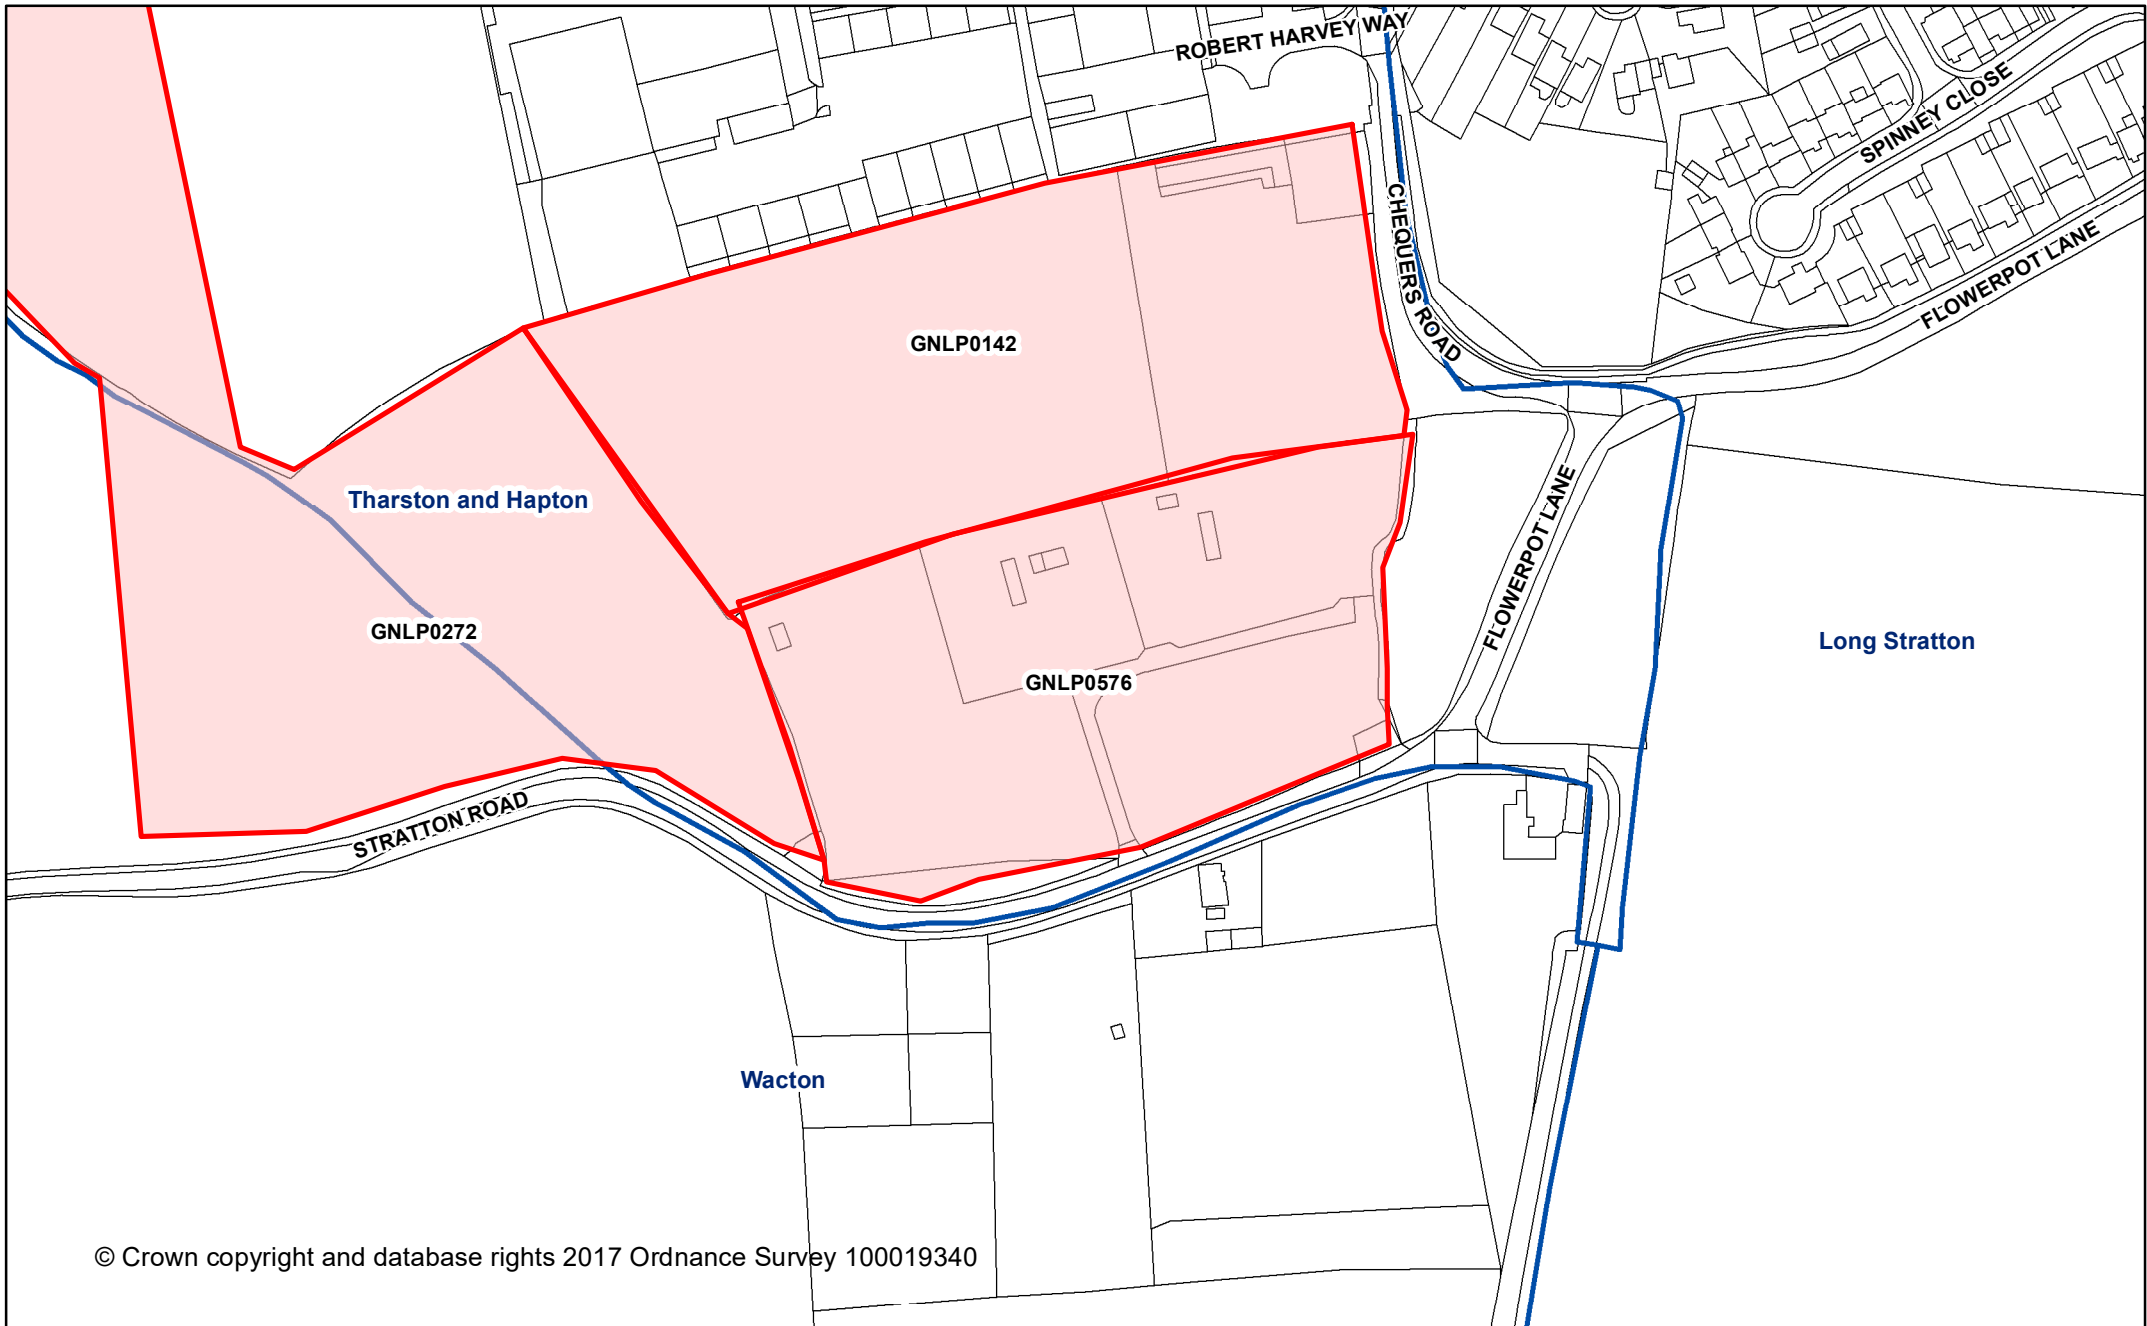 ROBERT HARVEY WAY
SPINNEY CLOSE
CHEQUERS ROAD
FLOWERPOT LANE
GNLP0142
Tharston and Hapton
FLOWERPOT LANE
GNLP0272
Long Stratton
GNLP0576
STRATTON ROAD
Wacton
© Crown copyright and database rights 2017 Ordnance Survey 100019340